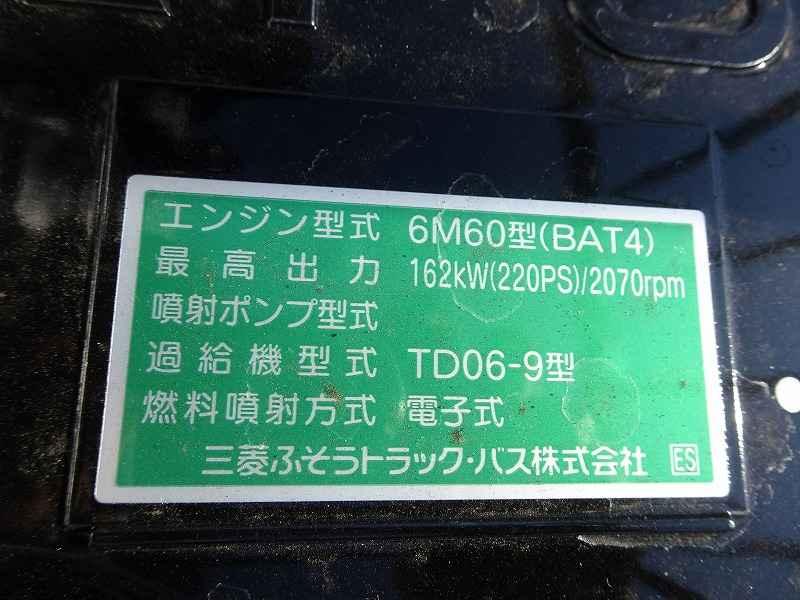 エンジン型式 6M60型(BAT4)
最高出力 162kW(220PS)/2070rpm
噴射ポンプ型式
過給機型式 TD06-9型
燃料噴射方式 電子式
三菱ふそうトラック・バス株式会社 ES